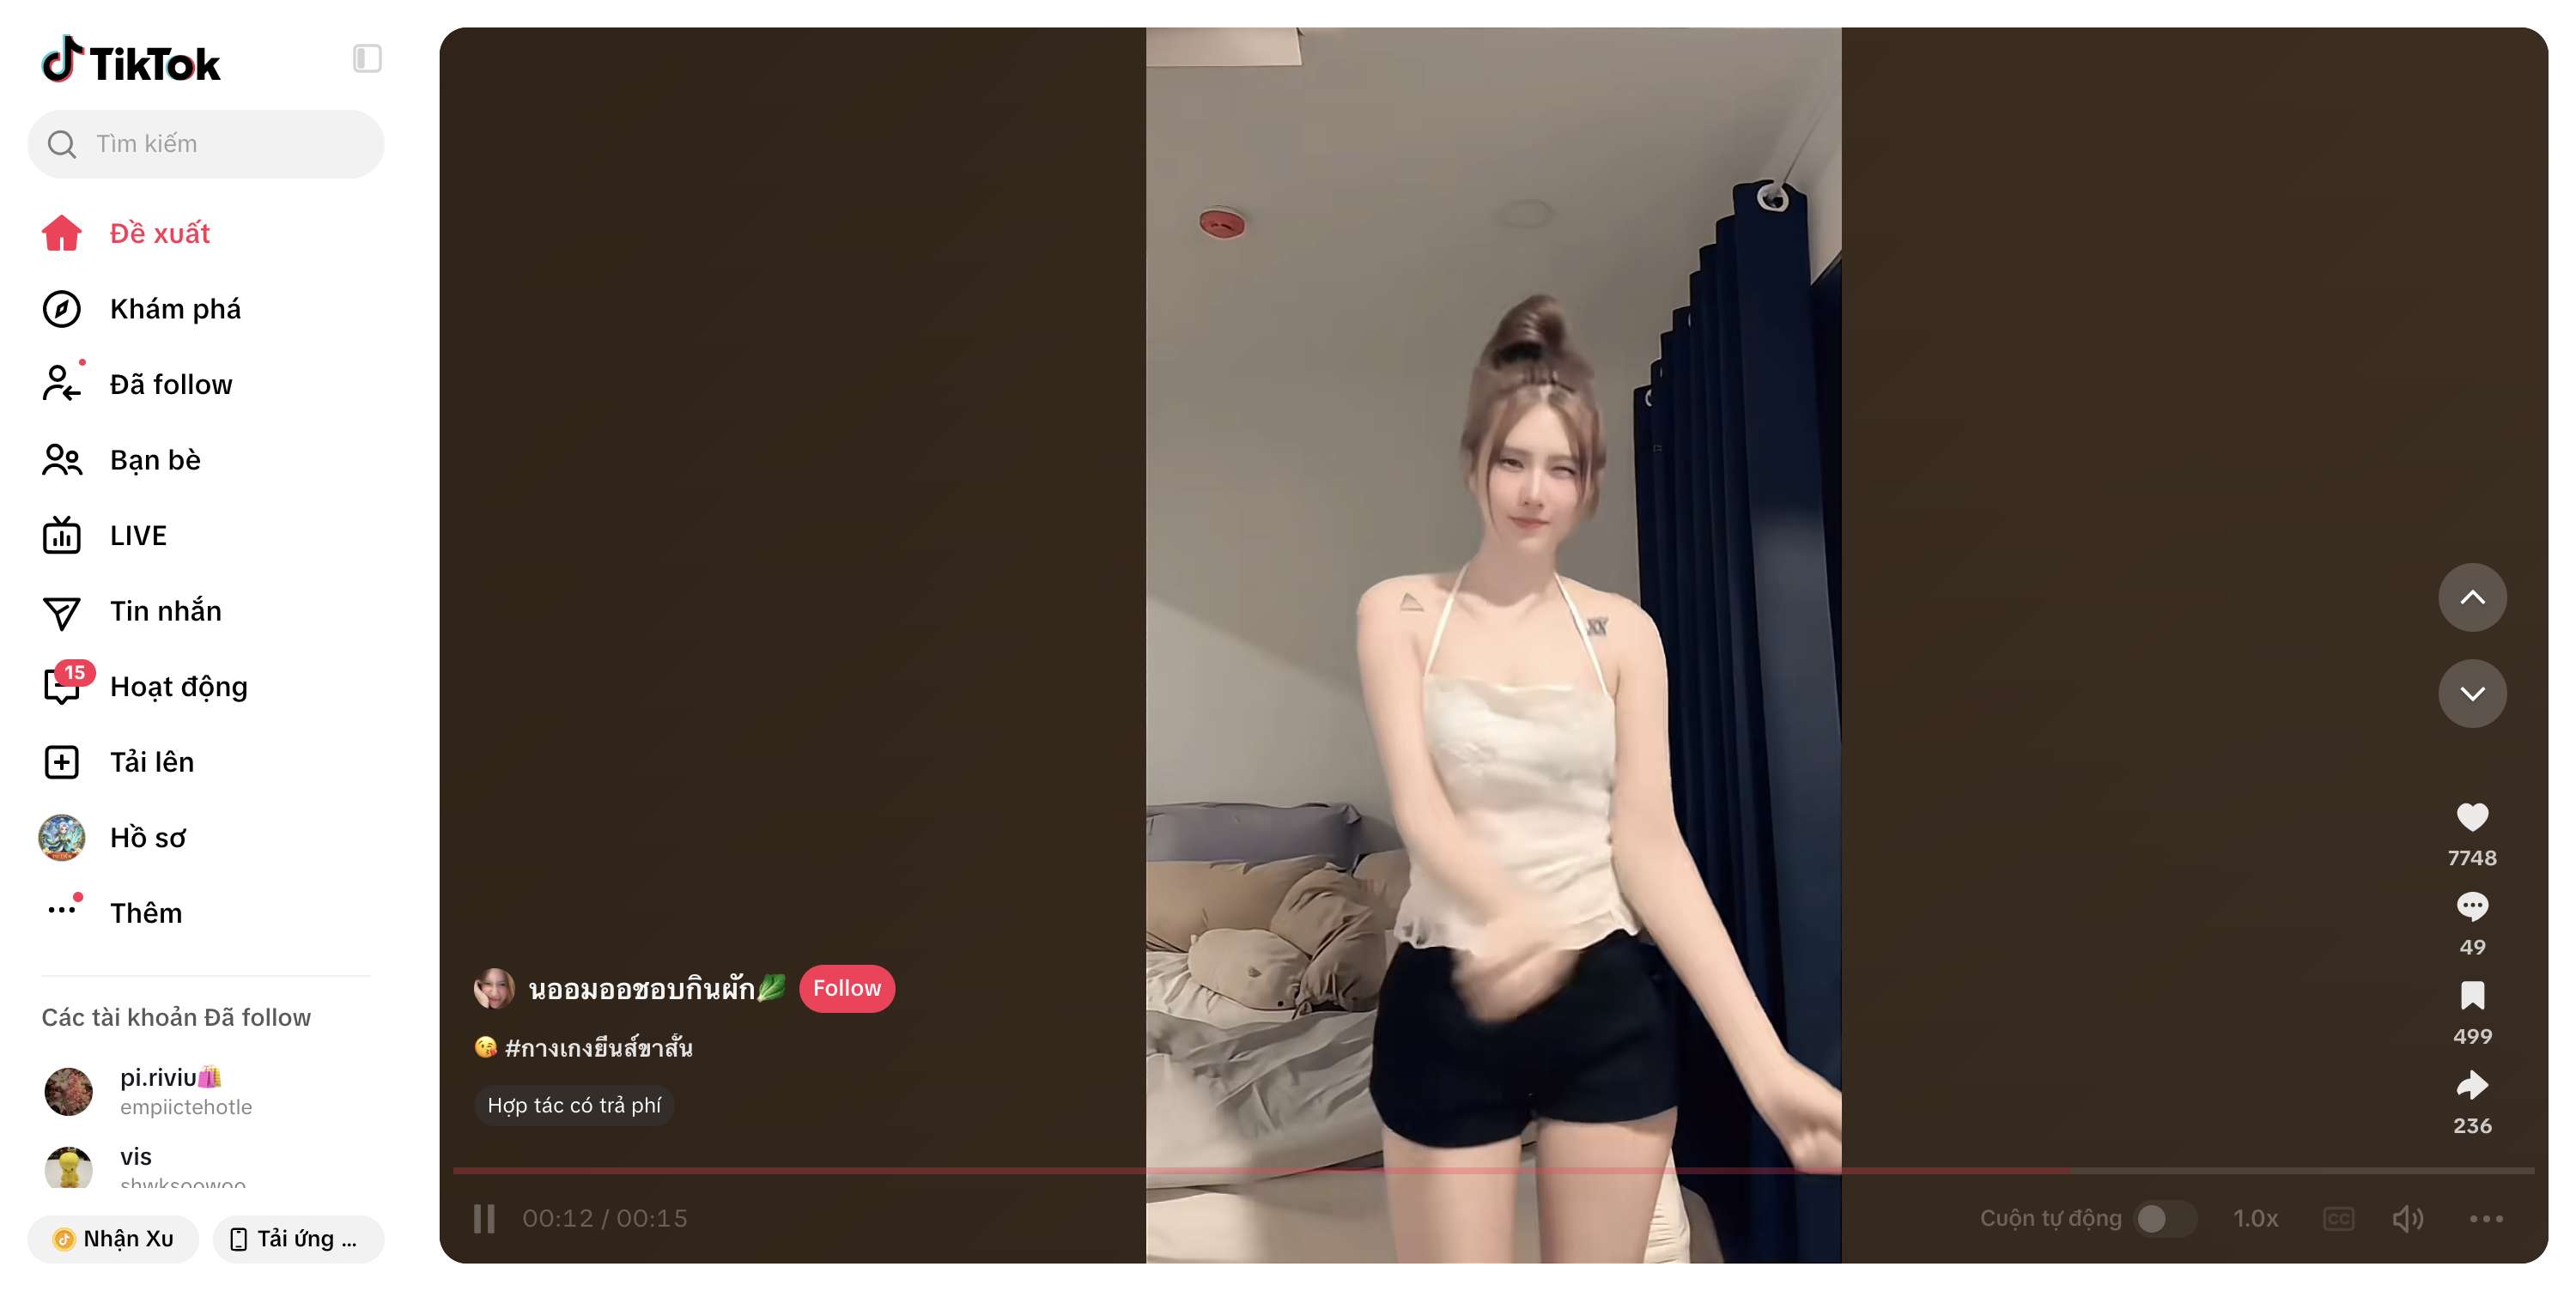 TikTok
Tìm kiếm
Đề xuất
Khám phá
Đã follow
Bạn bè
LIVE
Tin nhắn
15
Hoạt động
Tải lên
Hồ sơ
Thêm
Các tài khoản Đã follow
pi.riviu🛍️
empiictehotle
vis
shwksoowoo
Nhận Xu
Tải ứng ...
นออมออชอบกินผัก🥬 Follow
😘 #กางเกงยีนส์ขาสั้น
Hợp tác có trả phí
00:12 / 00:15
7748
49
499
236
Cuộn tự động
1.0x
CC